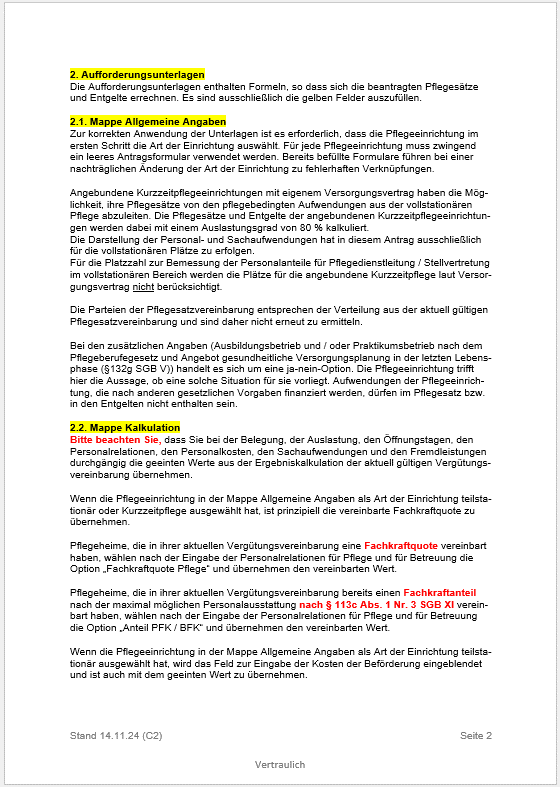 2. Aufforderungsunterlagen
Die Aufforderungsunterlagen enthalten Formeln, so dass sich die beantragten Pflegesätze
und Entgelte errechnen. Es sind ausschließlich die gelben Felder auszufüllen.
2.1. Mappe Allgemeine Angaben
Zur korrekten Anwendung der Unterlagen ist es erforderlich, dass die Pflegeeinrichtung im
ersten Schritt die Art der Einrichtung auswählt. Für jede Pflegeeinrichtung muss zwingend
ein leeres Antragsformular verwendet werden. Bereits befüllte Formulare führen bei einer
nachträglichen Änderung der Art der Einrichtung zu fehlerhaften Verknüpfungen.
Angebundene Kurzzeitpflegeeinrichtungen mit eigenem Versorgungsvertrag haben die Mög-
lichkeit, ihre Pflegesätze von den pflegebedingten Aufwendungen aus der vollstationären
Pflege abzuleiten. Die Pflegesätze und Entgelte der angebundenen Kurzzeitpflegeeinrichtun-
gen werden dabei mit einem Auslastungsgrad von 80 % kalkuliert.
Die Darstellung der Personal- und Sachaufwendungen hat in diesem Antrag ausschließlich
für die vollstationären Plätze zu erfolgen.
Für die Platzzahl zur Bemessung der Personalanteile für Pflegedienstleitung / Stellvertretung
im vollstationären Bereich werden die Plätze für die angebundene Kurzzeitpflege laut Versor-
gungsvertrag nicht berücksichtigt.
Die Parteien der Pflegesatzvereinbarung entsprechen der Verteilung aus der aktuell gültigen
Pflegesatzvereinbarung und sind daher nicht erneut zu ermitteln.
Bei den zusätzlichen Angaben (Ausbildungsbetrieb und / oder Praktikumsbetrieb nach dem
Pflegeberufegesetz und Angebot gesundheitliche Versorgungsplanung in der letzten Lebens-
phase (§132g SGB V)) handelt es sich um eine ja-nein-Option. Die Pflegeeinrichtung trifft
hier die Aussage, ob eine solche Situation für sie vorliegt. Aufwendungen der Pflegeeinrich-
tung, die nach anderen gesetzlichen Vorgaben finanziert werden, dürfen im Pflegesatz bzw.
in den Entgelten nicht enthalten sein.
2.2. Mappe Kalkulation
Bitte beachten Sie, dass Sie bei der Belegung, der Auslastung, den Öffnungstagen, den
Personalrelationen, den Personalkosten, den Sachaufwendungen und den Fremdleistungen
durchgängig die geeinten Werte aus der Ergebniskalkulation der aktuell gültigen Vergütungs-
vereinbarung übernehmen.
Wenn die Pflegeeinrichtung in der Mappe Allgemeine Angaben als Art der Einrichtung teilsta-
tionär oder Kurzzeitpflege ausgewählt hat, ist prinzipiell die vereinbarte Fachkraftquote zu
übernehmen.
Pflegeheime, die in ihrer aktuellen Vergütungsvereinbarung eine Fachkraftquote vereinbart
haben, wählen nach der Eingabe der Personalrelationen für Pflege und für Betreuung die
Option „Fachkraftquote Pflege“ und übernehmen den vereinbarten Wert.
Pflegeheime, die in ihrer aktuellen Vergütungsvereinbarung bereits einen Fachkraftanteil
nach der maximal möglichen Personalausstattung nach § 113c Abs. 1 Nr. 3 SGB XI verein-
bart haben, wählen nach der Eingabe der Personalrelationen für Pflege und für Betreuung
die Option „Anteil PFK / BFK“ und übernehmen den vereinbarten Wert.
Wenn die Pflegeeinrichtung in der Mappe Allgemeine Angaben als Art der Einrichtung teilsta-
tionär ausgewählt hat, wird das Feld zur Eingabe der Kosten der Beförderung eingeblendet
und ist auch mit dem geeinten Wert zu übernehmen.
Stand 14.11.24 (C2) Seite 2
Vertraulich